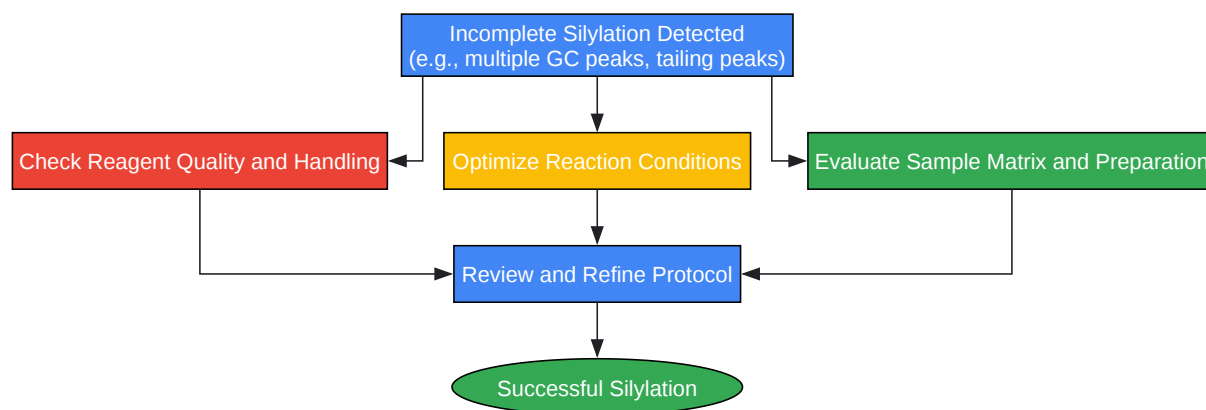 Incomplete Silylation Detected
(e.g., multiple GC peaks, tailing peaks)
Check Reagent Quality and Handling
Optimize Reaction Conditions
Evaluate Sample Matrix and Preparation
Review and Refine Protocol
Successful Silylation